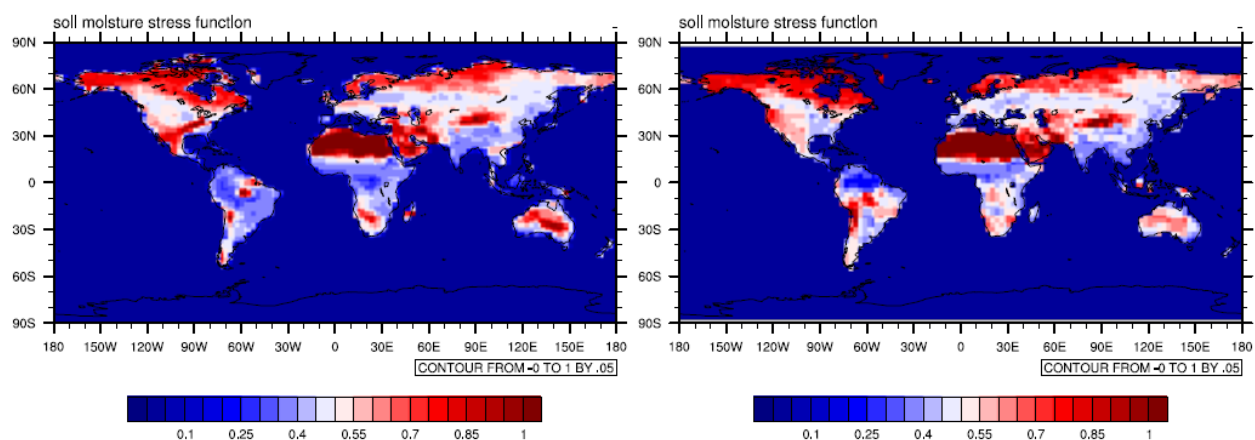 soil moisture stress function
soil moisture stress function
90N
60N
30N
0
30S
60S
90S
180 150W 120W 90W 60W 30W 0 30E 60E 90E 120E 150E 180
CONTOUR FROM -0 TO 1 BY .05
0.1 0.25 0.4 0.55 0.7 0.85 1
90N
60N
30N
0
30S
60S
90S
180 150W 120W 90W 60W 30W 0 30E 60E 90E 120E 150E 180
CONTOUR FROM -0 TO 1 BY .05
0.1 0.25 0.4 0.55 0.7 0.85 1